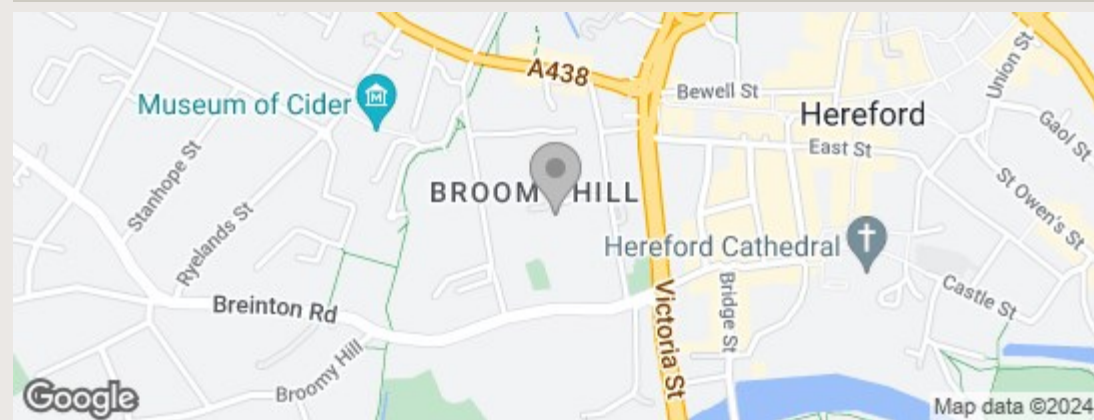 A438
Bewell St
Union St
Museum of Cider
M
Hereford
Gaol St
Stanhope St
East St
BROOM HILL
St Owen's St
Ryelands St
Hereford Cathedral
Castle St
Breinton Rd
Victoria St
Bridge St
Broomy Hill
Google
Map data ©2024